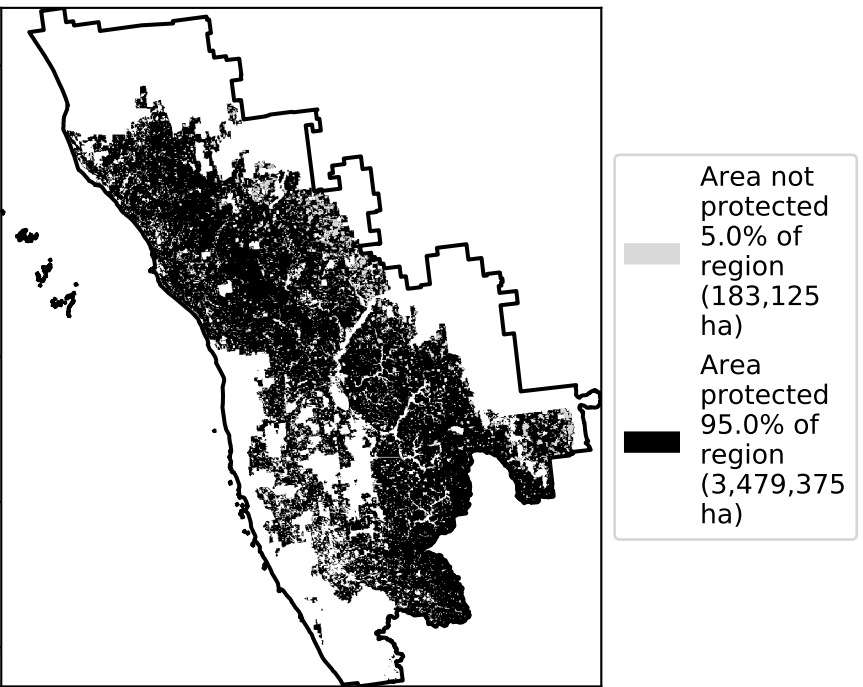 Area not
protected
5.0% of
region
(183,125
ha)
Area
protected
95.0% of
region
(3,479,375
ha)